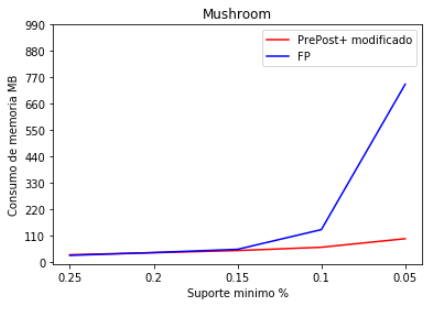 Mushroom
PrePost+ modificado
FP
Consumo de memoria MB
990
880
770
660
550
440
330
220
110
0
0.25 0.2 0.15 0.1 0.05
Suporte minimo %